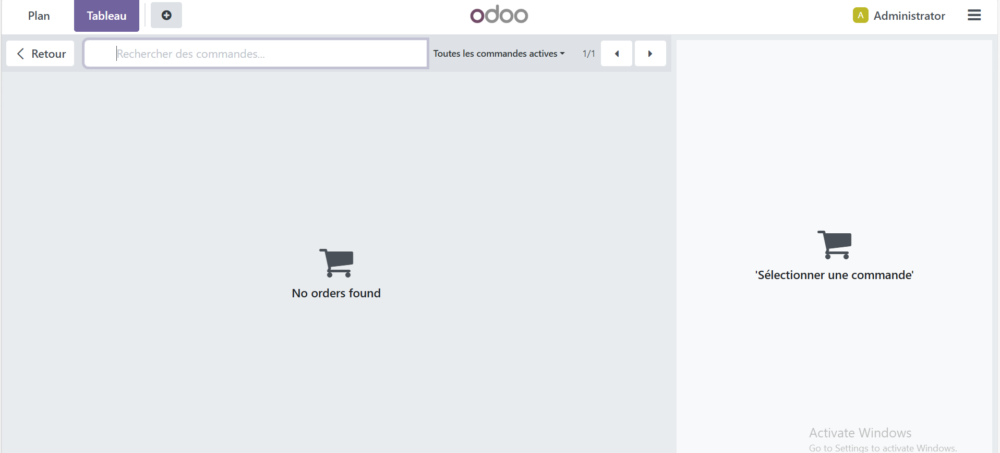 Plan
Tableau
odoo
A
Administrator
Retour
Rechercher des commandes...
Toutes les commandes actives
1/1
No orders found
'Sélectionner une commande'
Activate Windows
Go to Settings to activate Windows.